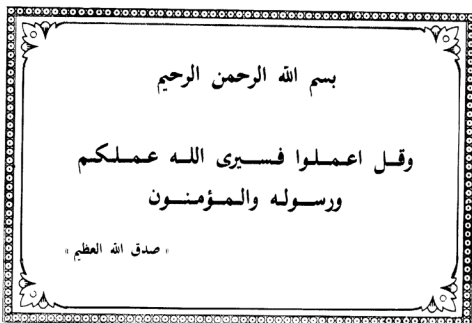 بسم الله الرحمن الرحيم
وقل اعملوا فسيرى الله عملكم
ورسوله والمؤمنون
« صدق الله العظيم »